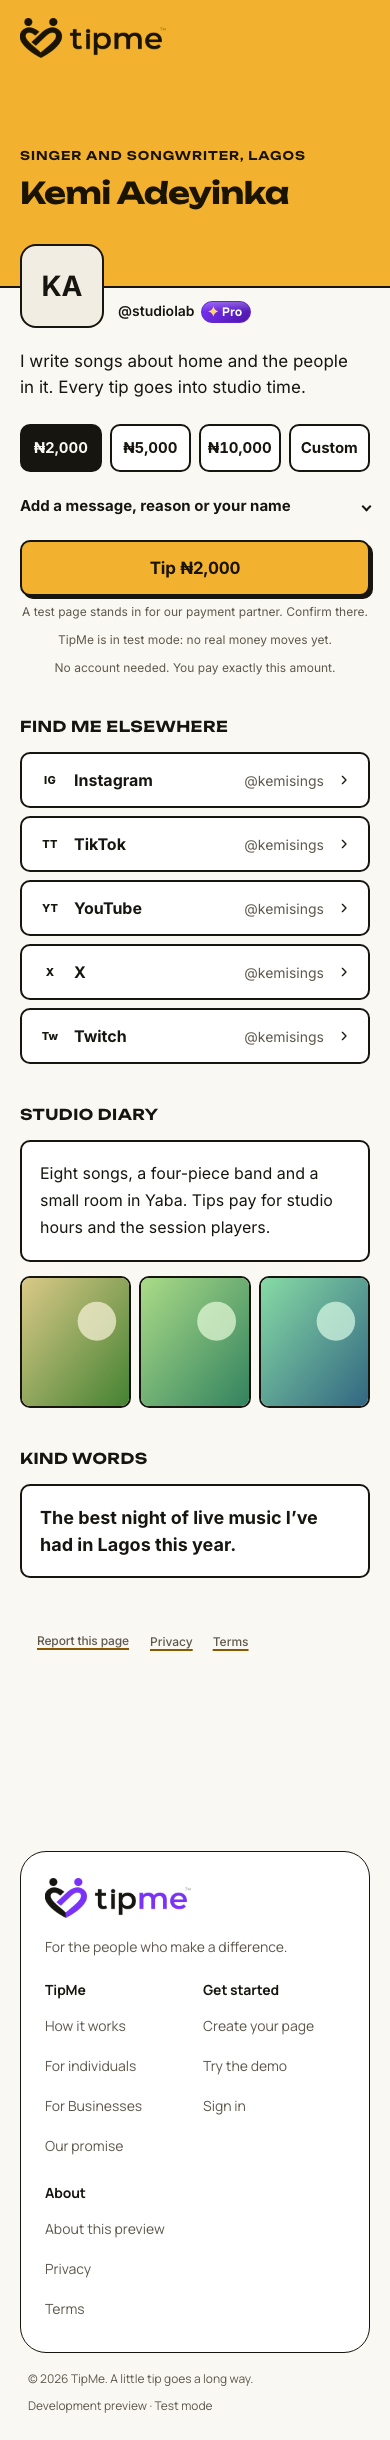 tipme™
SINGER AND SONGWRITER, LAGOS
Kemi Adeyinka
KA
@studiolab
Pro
I write songs about home and the people
in it. Every tip goes into studio time.
₦2,000
₦5,000
₦10,000
Custom
Add a message, reason or your name
Tip ₦2,000
A test page stands in for our payment partner. Confirm there.
TipMe is in test mode: no real money moves yet.
No account needed. You pay exactly this amount.
FIND ME ELSEWHERE
IG Instagram @kemisings
TT TikTok @kemisings
YT YouTube @kemisings
X X @kemisings
Tw Twitch @kemisings
STUDIO DIARY
Eight songs, a four-piece band and a
small room in Yaba. Tips pay for studio
hours and the session players.
KIND WORDS
The best night of live music I’ve
had in Lagos this year.
Report this page Privacy Terms
tipme™
For the people who make a difference.
TipMe
How it works
For individuals
For Businesses
Our promise
Get started
Create your page
Try the demo
Sign in
About
About this preview
Privacy
Terms
© 2026 TipMe. A little tip goes a long way.
Development preview · Test mode